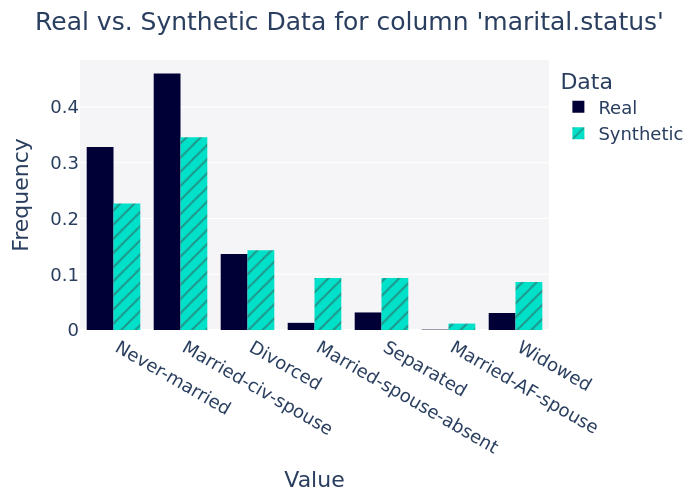 Real vs. Synthetic Data for column 'marital.status'
Data
Real
Synthetic
Frequency
0.4
0.3
0.2
0.1
0
Never-married
Married-civ-spouse
Divorced
Married-spouse-absent
Separated
Married-AF-spouse
Widowed
Value